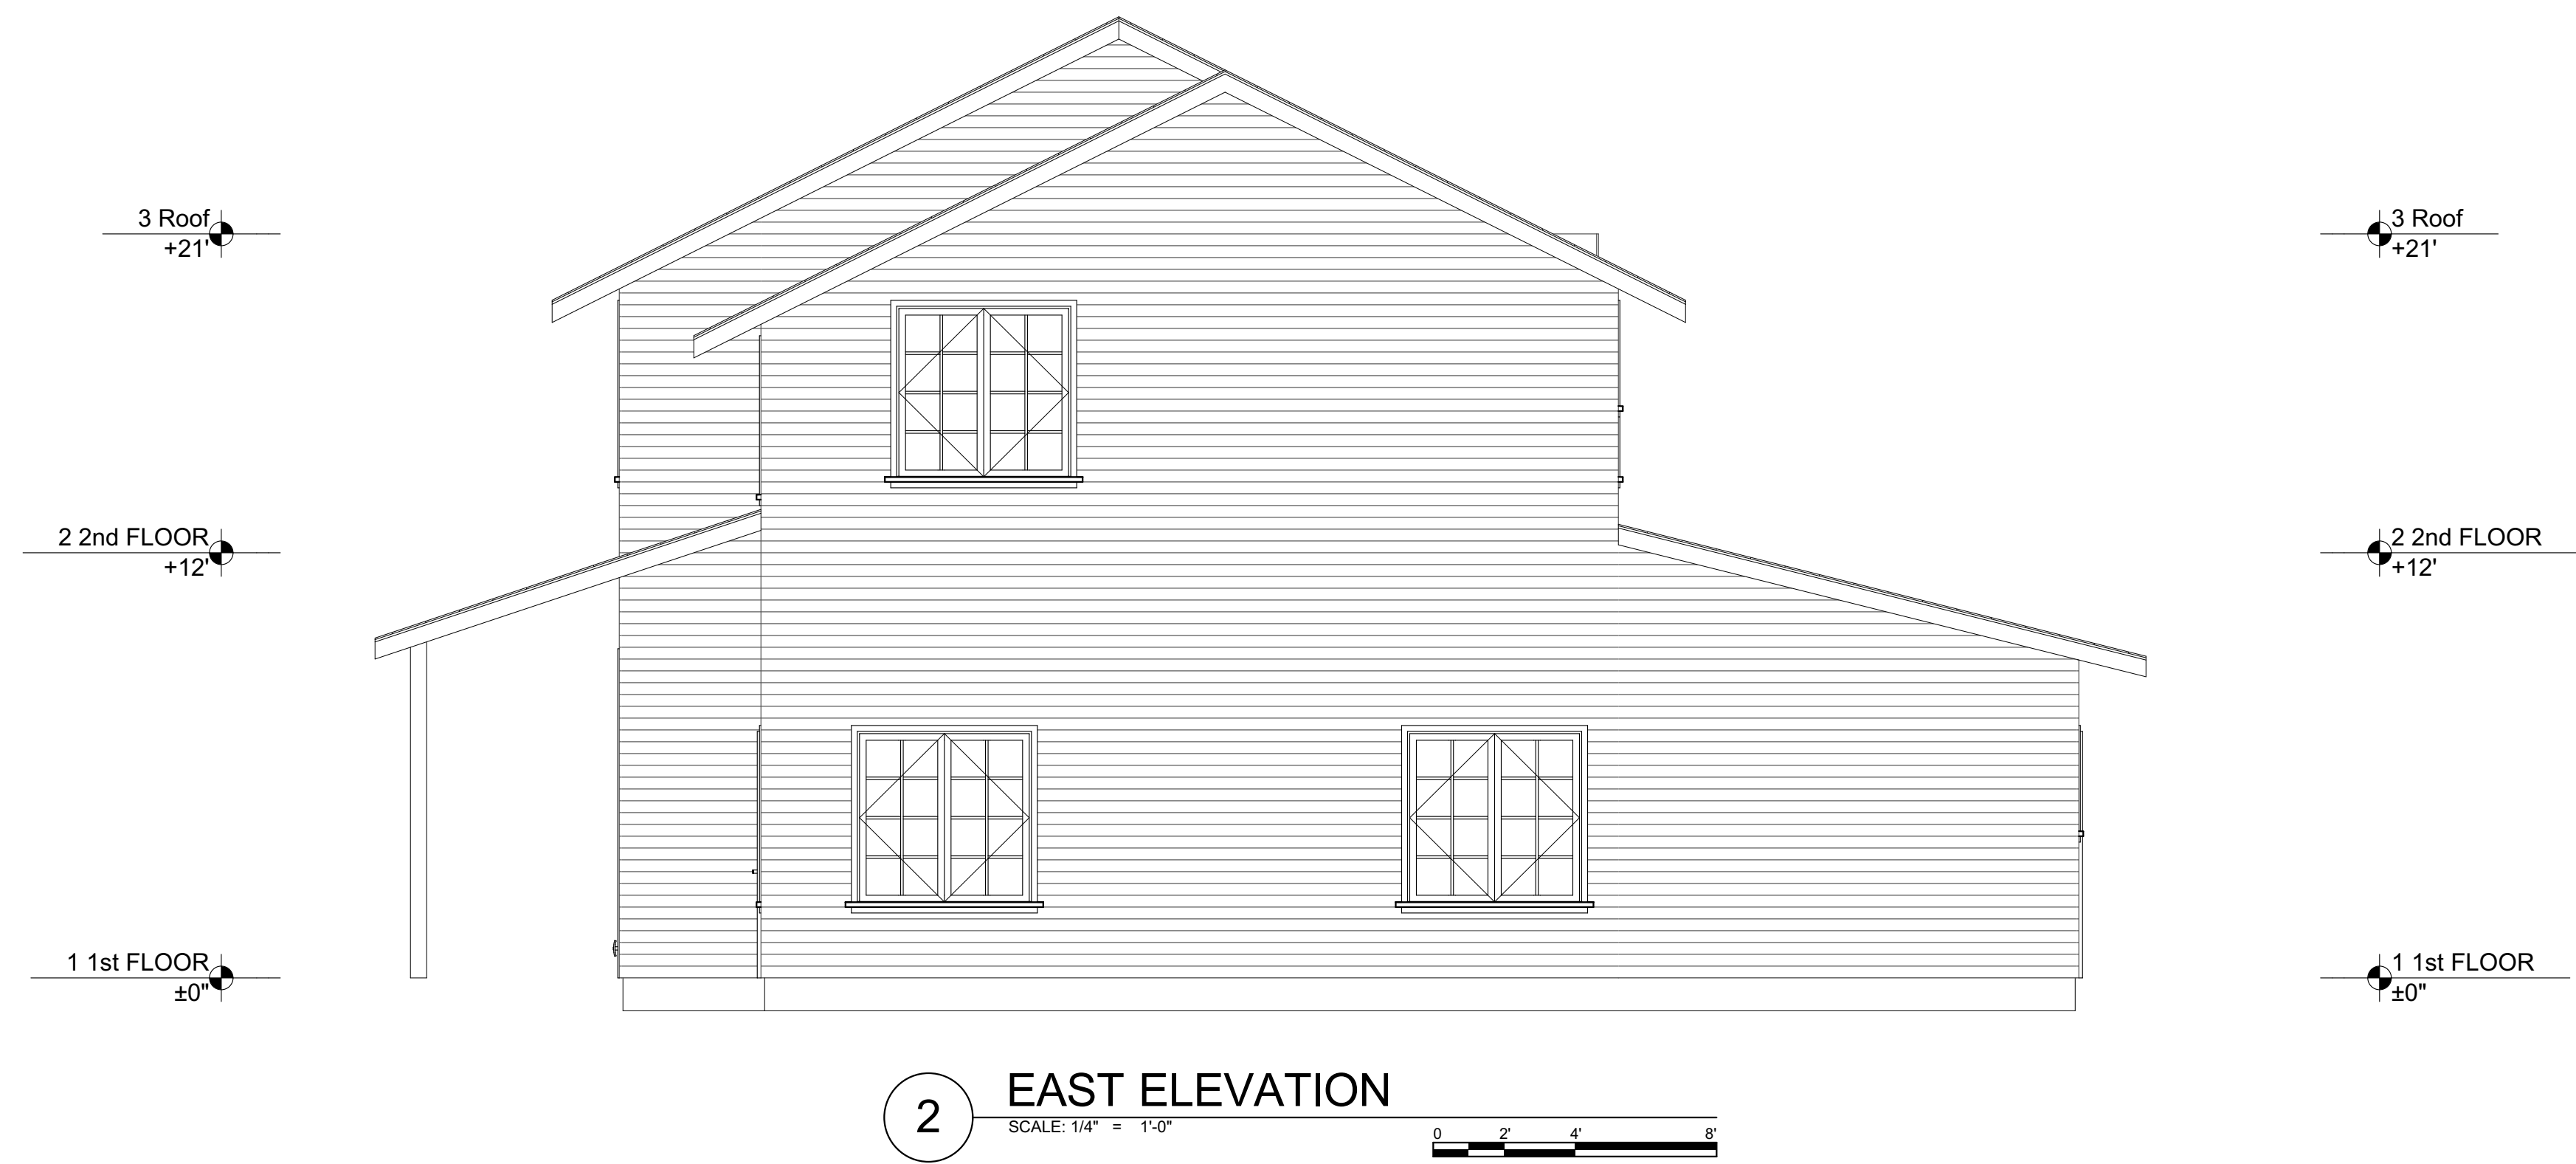 3 Roof
+21'
3 Roof
+21'
2 2nd FLOOR
+12'
2 2nd FLOOR
+12'
1 1st FLOOR
±0"
1 1st FLOOR
±0"
2
EAST ELEVATION
SCALE: 1/4" = 1'-0"
0 2' 4' 8'